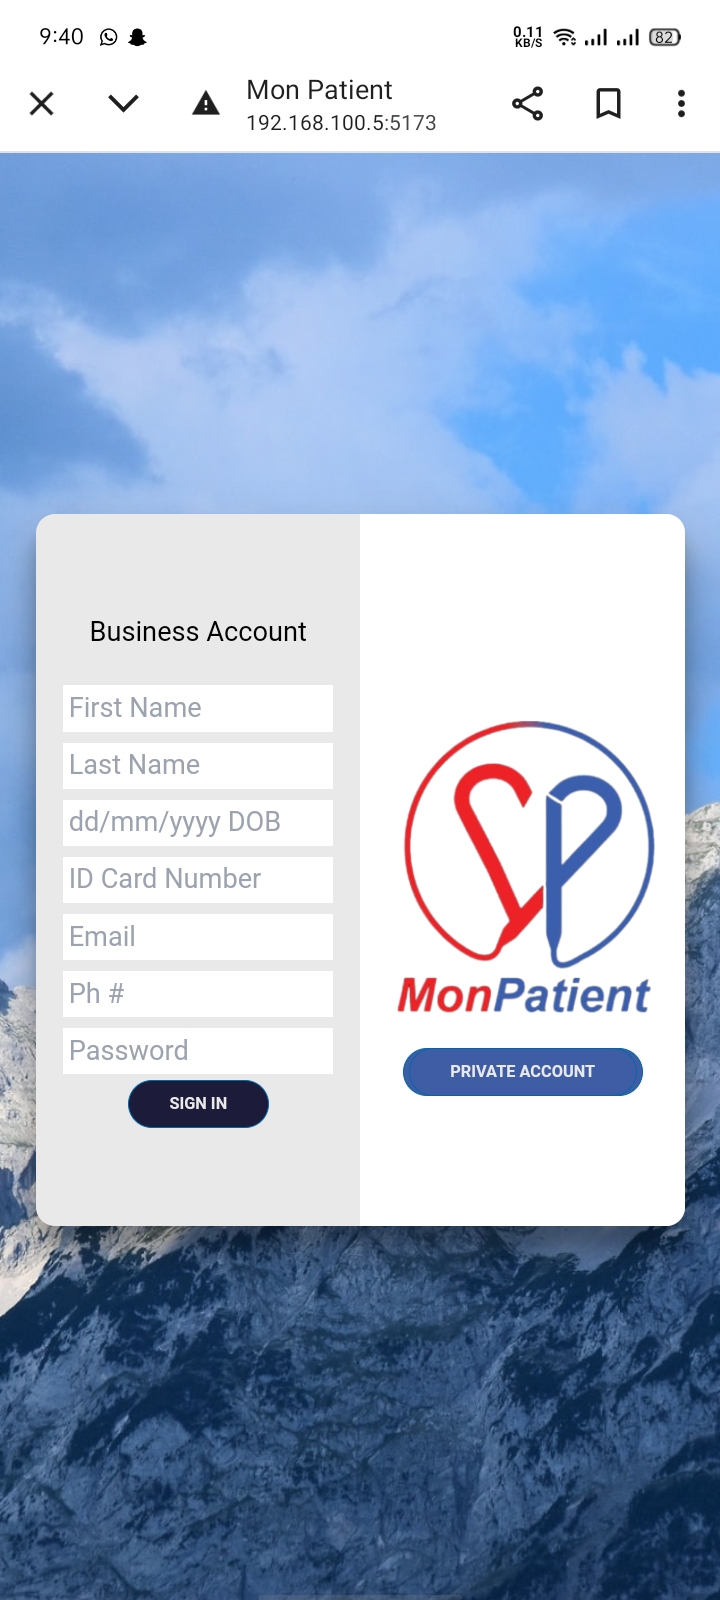 9:40
0.11
KB/S
82
Mon Patient
192.168.100.5:5173
Business Account
First Name
Last Name
dd/mm/yyyy DOB
ID Card Number
Email
Ph #
Password
SIGN IN
SP
MonPatient
PRIVATE ACCOUNT